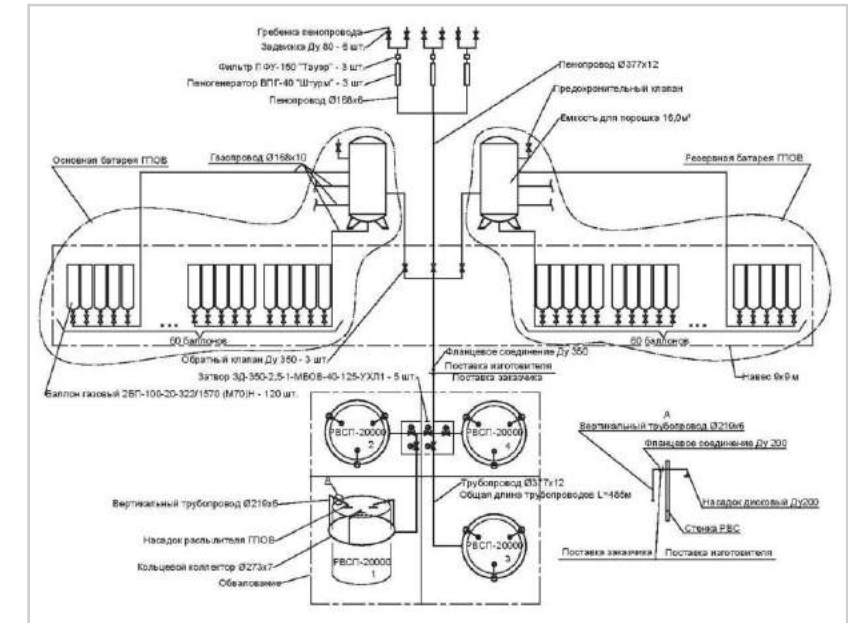 Гребенка пенопровода
Задвижка Ду 80 - 6 шт.
Фильтр ПФУ-150 "Тауэр" - 3 шт.
Пеногенератор ВПГ-40 "Штурм" - 3 шт
Пенопровод Ø168х6
Пенопровод Ø377х12
Предохронительный клапан
Емкость для порошка 16,0м³
Основная батарея ГПОВ
Газопровод Ø168х10
Резервная батарея ГПОВ
60 баллонов
60 баллонов
Обратный клапан Ду 350 - 3 шт.
Фланцевое соединение Ду 350
Поставка изготовителя
Поставка заказчика
Навес 9х9 м
Затвор ЗД-350-2,5-1-МВОВ-40-125-УХЛ1 - 5 шт.
Баллон газовый 2БП-100-20-322/1570 (М70)Н - 120 шт.
РВСП-20000
2
РВСП-20000
4
А
Вертикальный трубопровод Ø219х6
Фланцевое соединение Ду 200
Трубопровод Ø377х12
Общая длина трубопроводов L=485м
Насадок дисковый Ду200
Стенка РВС
Поставка заказчика
Поставка изготовителя
А
Вертикальный трубопровод Ø219х6
Насадок распылителя ГПОВ
Кольцевой коллектор Ø273х7
Обвалование
РВСП-20000
1
РВСП-20000
3